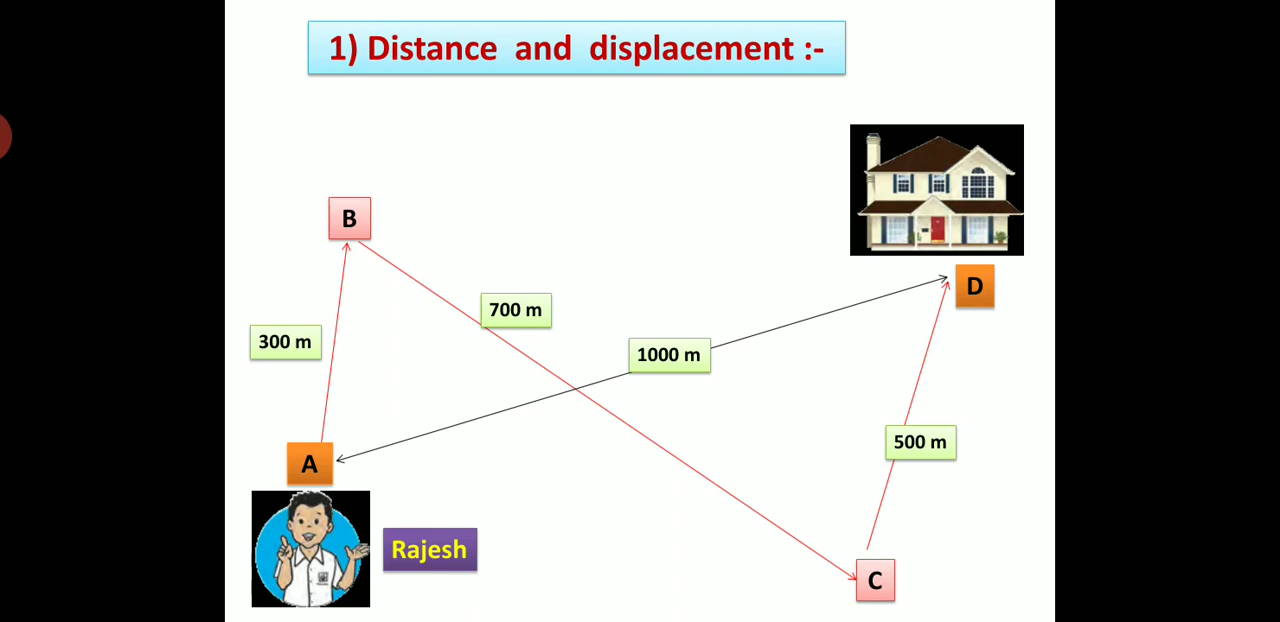 1) Distance and displacement :-
B
D
700 m
300 m
1000 m
500 m
A
Rajesh
C